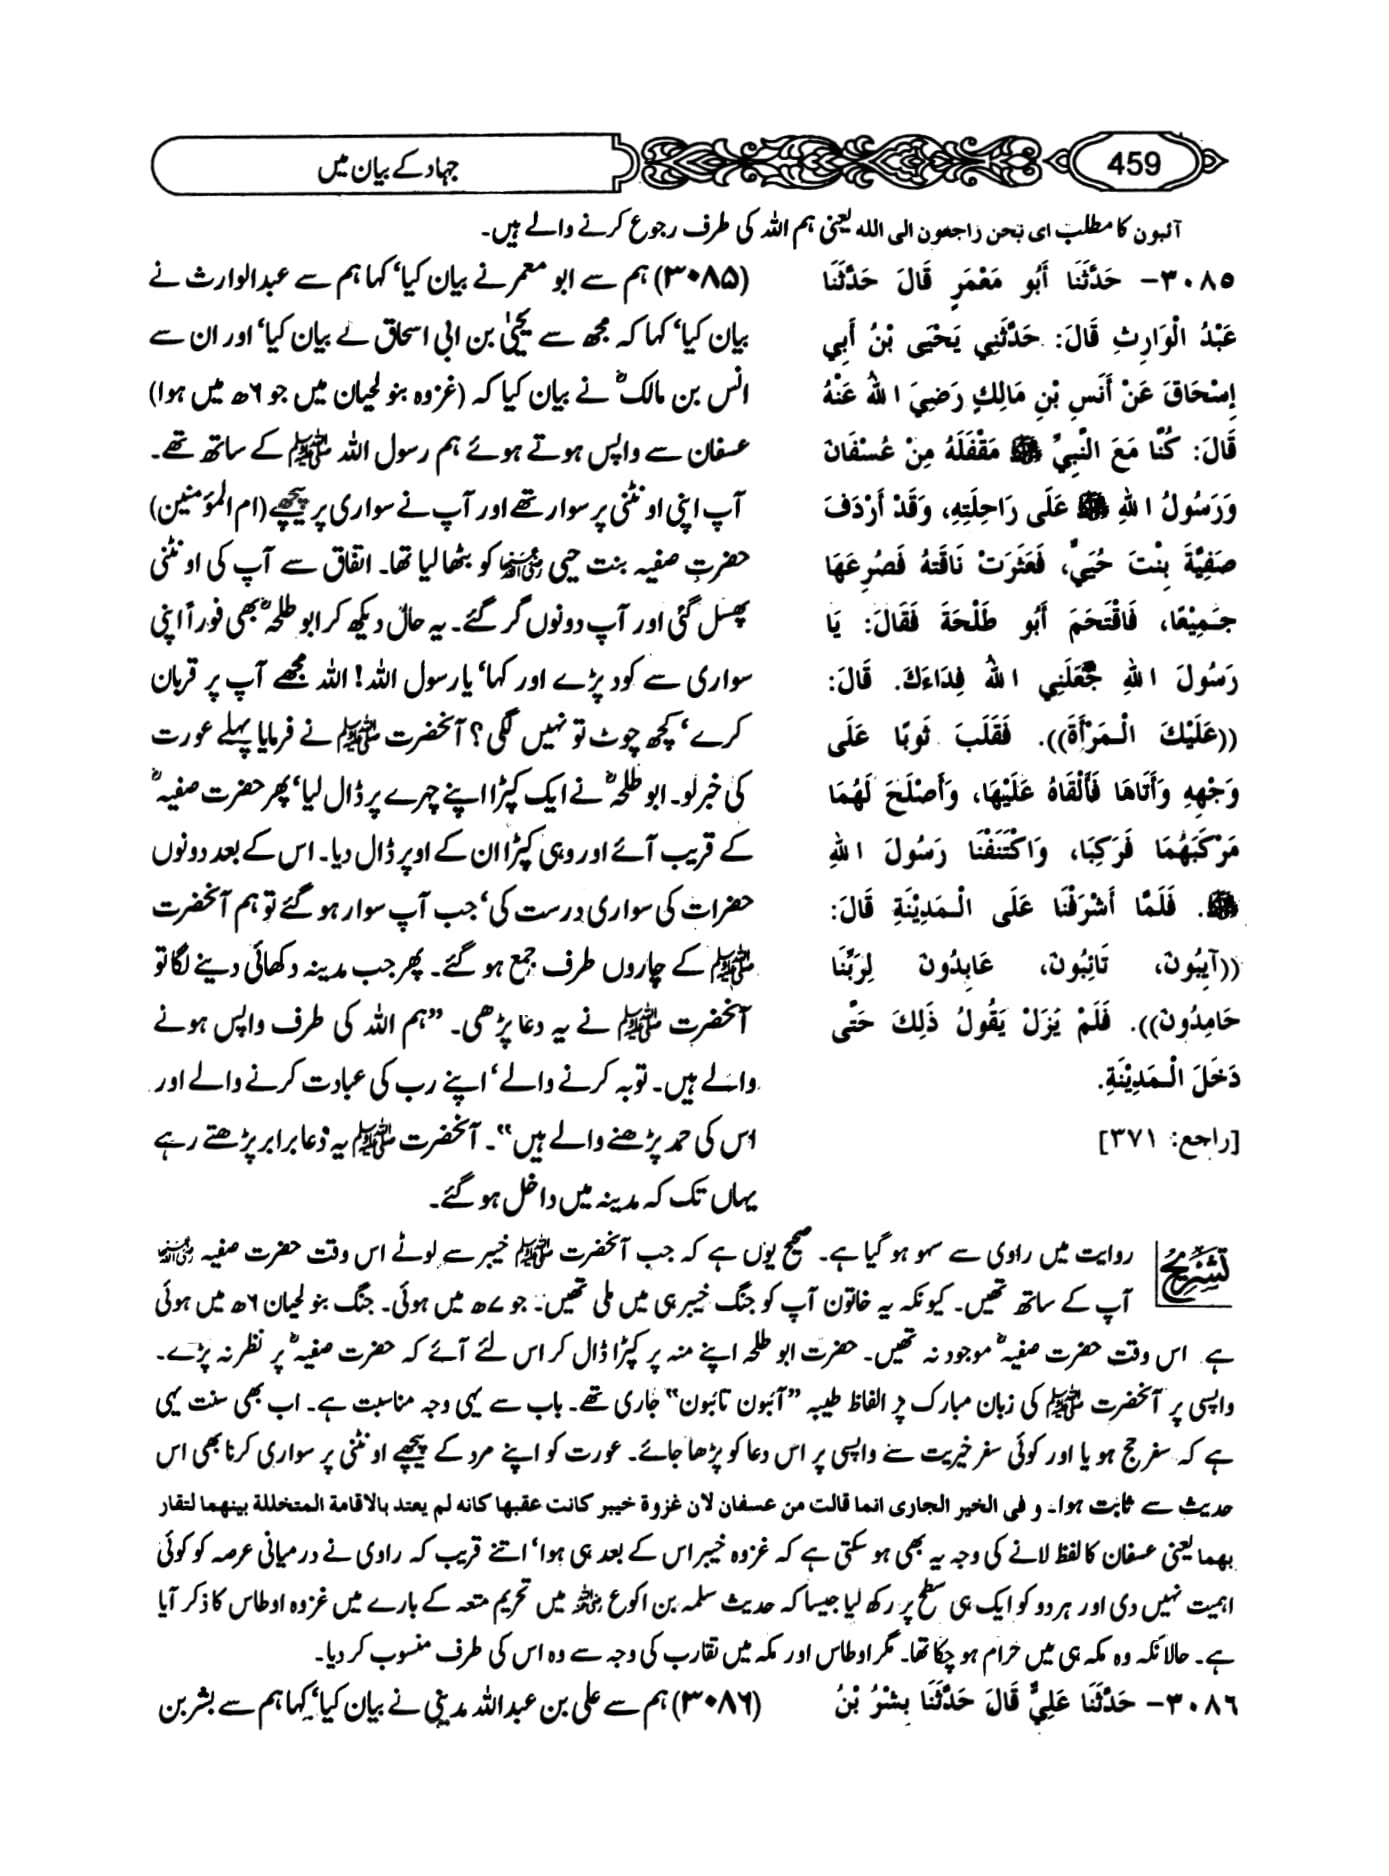 459
جہاد کے بیان میں
آئبون کا مطلب ای نحن راجعون الی اللہ یعنی ہم اللہ کی طرف رجوع کرنے والے ہیں۔
٣٠٨٥- حَدَّثَنَا أَبُو مَعْمَرٍ قَالَ حَدَّثَنَا
عَبْدُ الْوَارِثِ قَالَ: حَدَّثَنِي يَحْيَى بْنُ أَبِي
إِسْحَاقَ عَنْ أَنَسِ بْنِ مَالِكٍ رَضِيَ اللهُ عَنْهُ
قَالَ: كُنَّا مَعَ النَّبِيِّ ﷺ مَقْفَلَهُ مِنْ عُسْفَانَ
وَرَسُولُ اللهِ ﷺ عَلَى رَاحِلَتِهِ، وَقَدْ أَرْدَفَ
صَفِيَّةَ بِنْتَ حُيَيٍّ، فَعَثَرَتْ نَاقَتُهُ فَصُرِعَهَا
جَمِيْعًا، فَاقْتَحَمَ أَبُو طَلْحَةَ فَقَالَ: يَا
رَسُولَ اللهِ جَعَلَنِي اللهُ فِدَاءَكَ. قَالَ:
((عَلَيْكَ الْمَرْأَةَ)). فَقَلَبَ ثَوبًا عَلَى
وَجْهِهِ وَأَتَاهَا فَأَلْقَاهُ عَلَيْهَا، وَأَصْلَحَ لَهُمَا
مَرْكَبَهُمَا فَرَكِبَا، وَاكْتَنَفْنَا رَسُولَ اللهِ
ﷺ. فَلَمَّا أَشْرَفْنَا عَلَى الْمَدِيْنَةِ قَالَ:
((آيِبُونَ، تَائِبُونَ، عَابِدُونَ لِرَبِّنَا
حَامِدُونَ)). فَلَمْ يَزَلْ يَقُولُ ذَلِكَ حَتَّى
دَخَلَ الْمَدِيْنَةِ.
[راجع: ٣٧١]
(۳۰۸۵) ہم سے ابو معمر نے بیان کیا‘ کہا ہم سے عبدالوارث نے
بیان کیا‘ کہا کہ مجھ سے یحییٰ بن ابی اسحاق نے بیان کیا‘ اور ان سے
انس بن مالکؓ نے بیان کیا کہ (غزوہ بنو لحیان میں جو ۶ھ میں ہوا)
عسفان سے واپس ہوتے ہوئے ہم رسول اللہ ﷺ کے ساتھ تھے۔
آپ اپنی اونٹنی پر سوار تھے اور آپ نے سواری پر پیچھے (ام المؤمنین)
حضرت صفیہ بنت حیی رضی اللہ عنہا کو بٹھا لیا تھا۔ اتفاق سے آپ کی اونٹنی
پھسل گئی اور آپ دونوں گر گئے۔ یہ حال دیکھ کر ابو طلحہؓ بھی فوراً اپنی
سواری سے کود پڑے اور کہا‘ یا رسول اللہ! اللہ مجھے آپ پر قربان
کرے‘ کچھ چوٹ تو نہیں لگی؟ آنحضرت ﷺ نے فرمایا پہلے عورت
کی خبر لو۔ ابو طلحہؓ نے ایک کپڑا اپنے چہرے پر ڈال لیا‘ پھر حضرت صفیہؓ
کے قریب آئے اور وہی کپڑا ان کے اوپر ڈال دیا۔ اس کے بعد دونوں
حضرات کی سواری درست کی‘ جب آپ سوار ہو گئے تو ہم آنحضرت
ﷺ کے چاروں طرف جمع ہو گئے۔ پھر جب مدینہ دکھائی دینے لگا تو
آنحضرت ﷺ نے یہ دعا پڑھی۔ ”ہم اللہ کی طرف واپس ہونے
والے ہیں۔ توبہ کرنے والے‘ اپنے رب کی عبادت کرنے والے اور
اس کی حمد پڑھنے والے ہیں“۔ آنحضرت ﷺ یہ دعا برابر پڑھتے رہے
یہاں تک کہ مدینہ میں داخل ہو گئے۔
تشریح روایت میں راوی سے سہو ہو گیا ہے۔ صحیح یوں ہے کہ جب آنحضرت ﷺ خیبر سے لوٹے اس وقت حضرت صفیہ رضی اللہ عنہا
آپ کے ساتھ تھیں۔ کیونکہ یہ خاتون آپ کو جنگ خیبر ہی میں ملی تھیں۔ جو ۷ھ میں ہوئی۔ جنگ بنو لحیان ۶ھ میں ہوئی
ہے۔ اس وقت حضرت صفیہؓ موجود نہ تھیں۔ حضرت ابو طلحہ اپنے منہ پر کپڑا ڈال کر اس لئے آئے کہ حضرت صفیہؓ پر نظر نہ پڑے۔
واپسی پر آنحضرت ﷺ کی زبان مبارک پر الفاظ طیبہ ”آئبون تائبون“ جاری تھے۔ باب سے یہی وجہ مناسبت ہے۔ اب بھی سنت یہی
ہے کہ سفر حج ہو یا اور کوئی سفر خیریت سے واپسی پر اس دعا کو پڑھا جائے۔ عورت کو اپنے مرد کے پیچھے اونٹنی پر سواری کرنا بھی اس
حدیث سے ثابت ہوا۔ و فی الخیر الجاری انما قالت من عسفان لان غزوۃ خیبر کانت عقبھا کانہ لم یعتد بالاقامۃ المتخللۃ بینھما لتقار
بھما یعنی عسفان کا لفظ لانے کی وجہ یہ بھی ہو سکتی ہے کہ غزوہ خیبر اس کے بعد ہی ہوا‘ اتنے قریب کہ راوی نے درمیانی عرصہ کو کوئی
اہمیت نہیں دی اور ہر دو کو ایک ہی سطح پر رکھ لیا جیسا کہ حدیث سلمہ بن اکوع رضی اللہ عنہ میں تحریم متعہ کے بارے میں غزوہ اوطاس کا ذکر آیا
ہے۔ حالانکہ وہ مکہ ہی میں حرام ہو چکا تھا۔ مگر اوطاس اور مکہ میں تقارب کی وجہ سے وہ اس کی طرف منسوب کر دیا۔
٣٠٨٦- حَدَّثَنَا عَلِيٌّ قَالَ حَدَّثَنَا بِشْرُ بْنُ
(۳۰۸۶) ہم سے علی بن عبداللہ مدینی نے بیان کیا‘ کہا ہم سے بشر بن